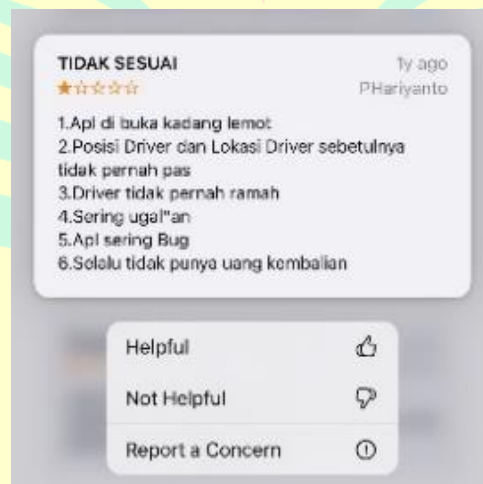 TIDAK SESUAI
1y ago
PHariyanto
1.Apl di buka kadang lemot
2.Posisi Driver dan Lokasi Driver sebetulnya
tidak pernah pas
3.Driver tidak pernah ramah
4.Sering ugal"an
5.Apl sering Bug
6.Selalu tidak punya uang kembalian
Helpful
Not Helpful
Report a Concern